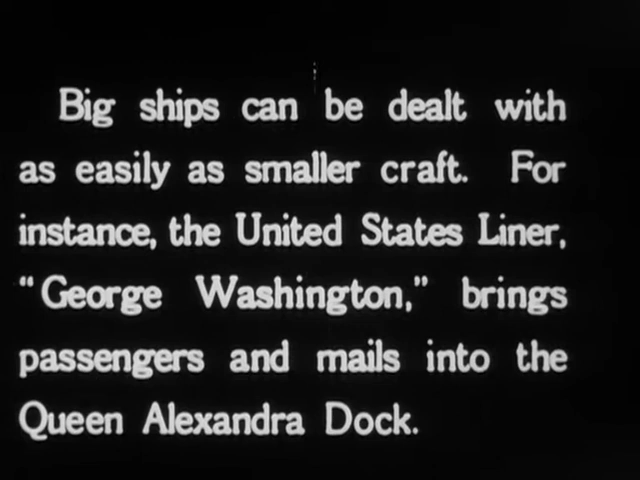 Big ships can be dealt with
as easily as smaller craft. For
instance, the United States Liner,
"George Washington," brings
passengers and mails into the
Queen Alexandra Dock.